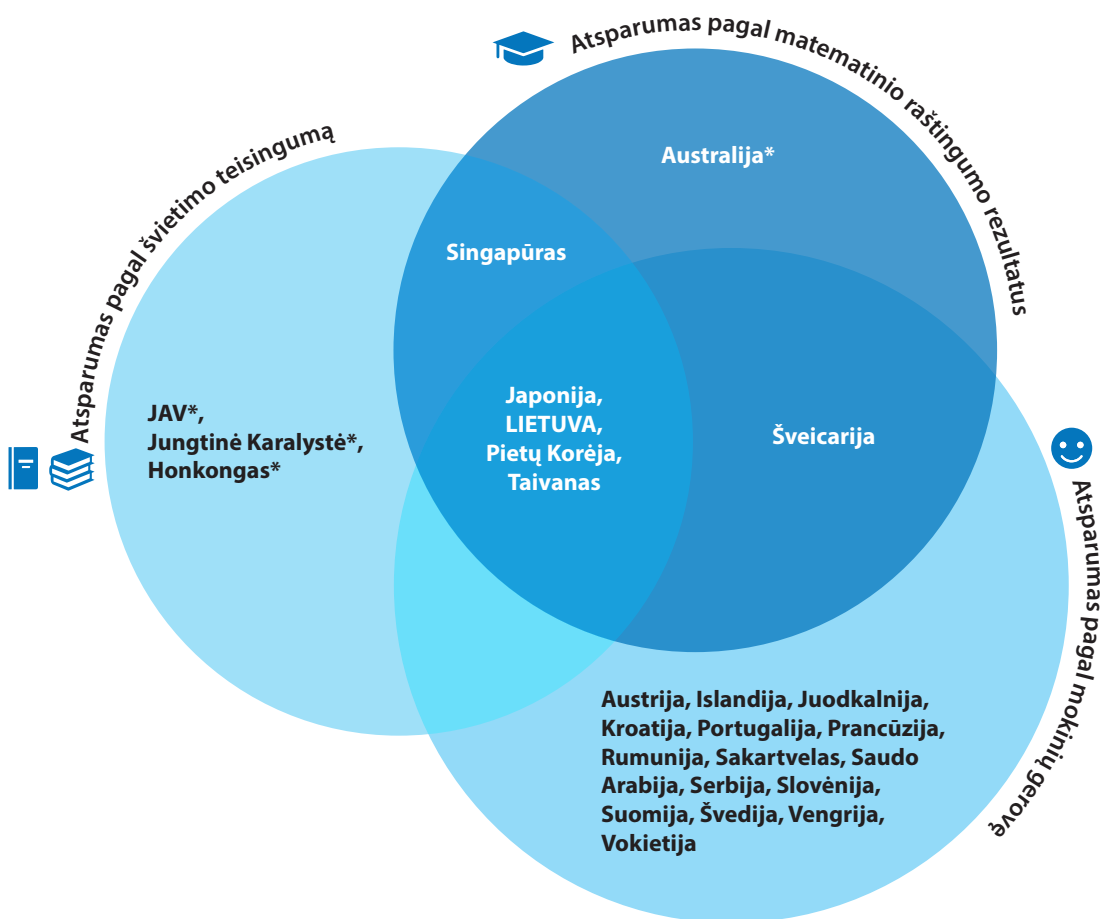 Atsparumas pagal matematinio raštingumo rezultatus
Atsparumas pagal švietimo teisingumą
Australija*
Singapūras
JAV*,
Jungtinė Karalystė*,
Honkongas*
Japonija,
LIETUVA,
Pietų Korėja,
Taivanas
Šveicarija
Atsparumas pagal mokinių gerovę
Austrija, Islandija, Juodkalnija,
Kroatija, Portugalija, Prancūzija,
Rumunija, Sakartvelas, Saudo
Arabija, Serbija, Slovėnija,
Suomija, Švedija, Vengrija,
Vokietija